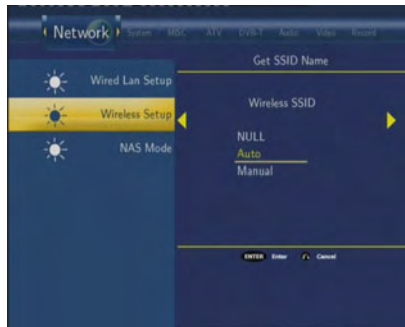 Network System MISC ATV DVB-T Audio Video Record
Get SSID Name
Wired Lan Setup
Wireless Setup
NAS Mode
Wireless SSID
NULL
Auto
Manual
ENTER Enter Cancel